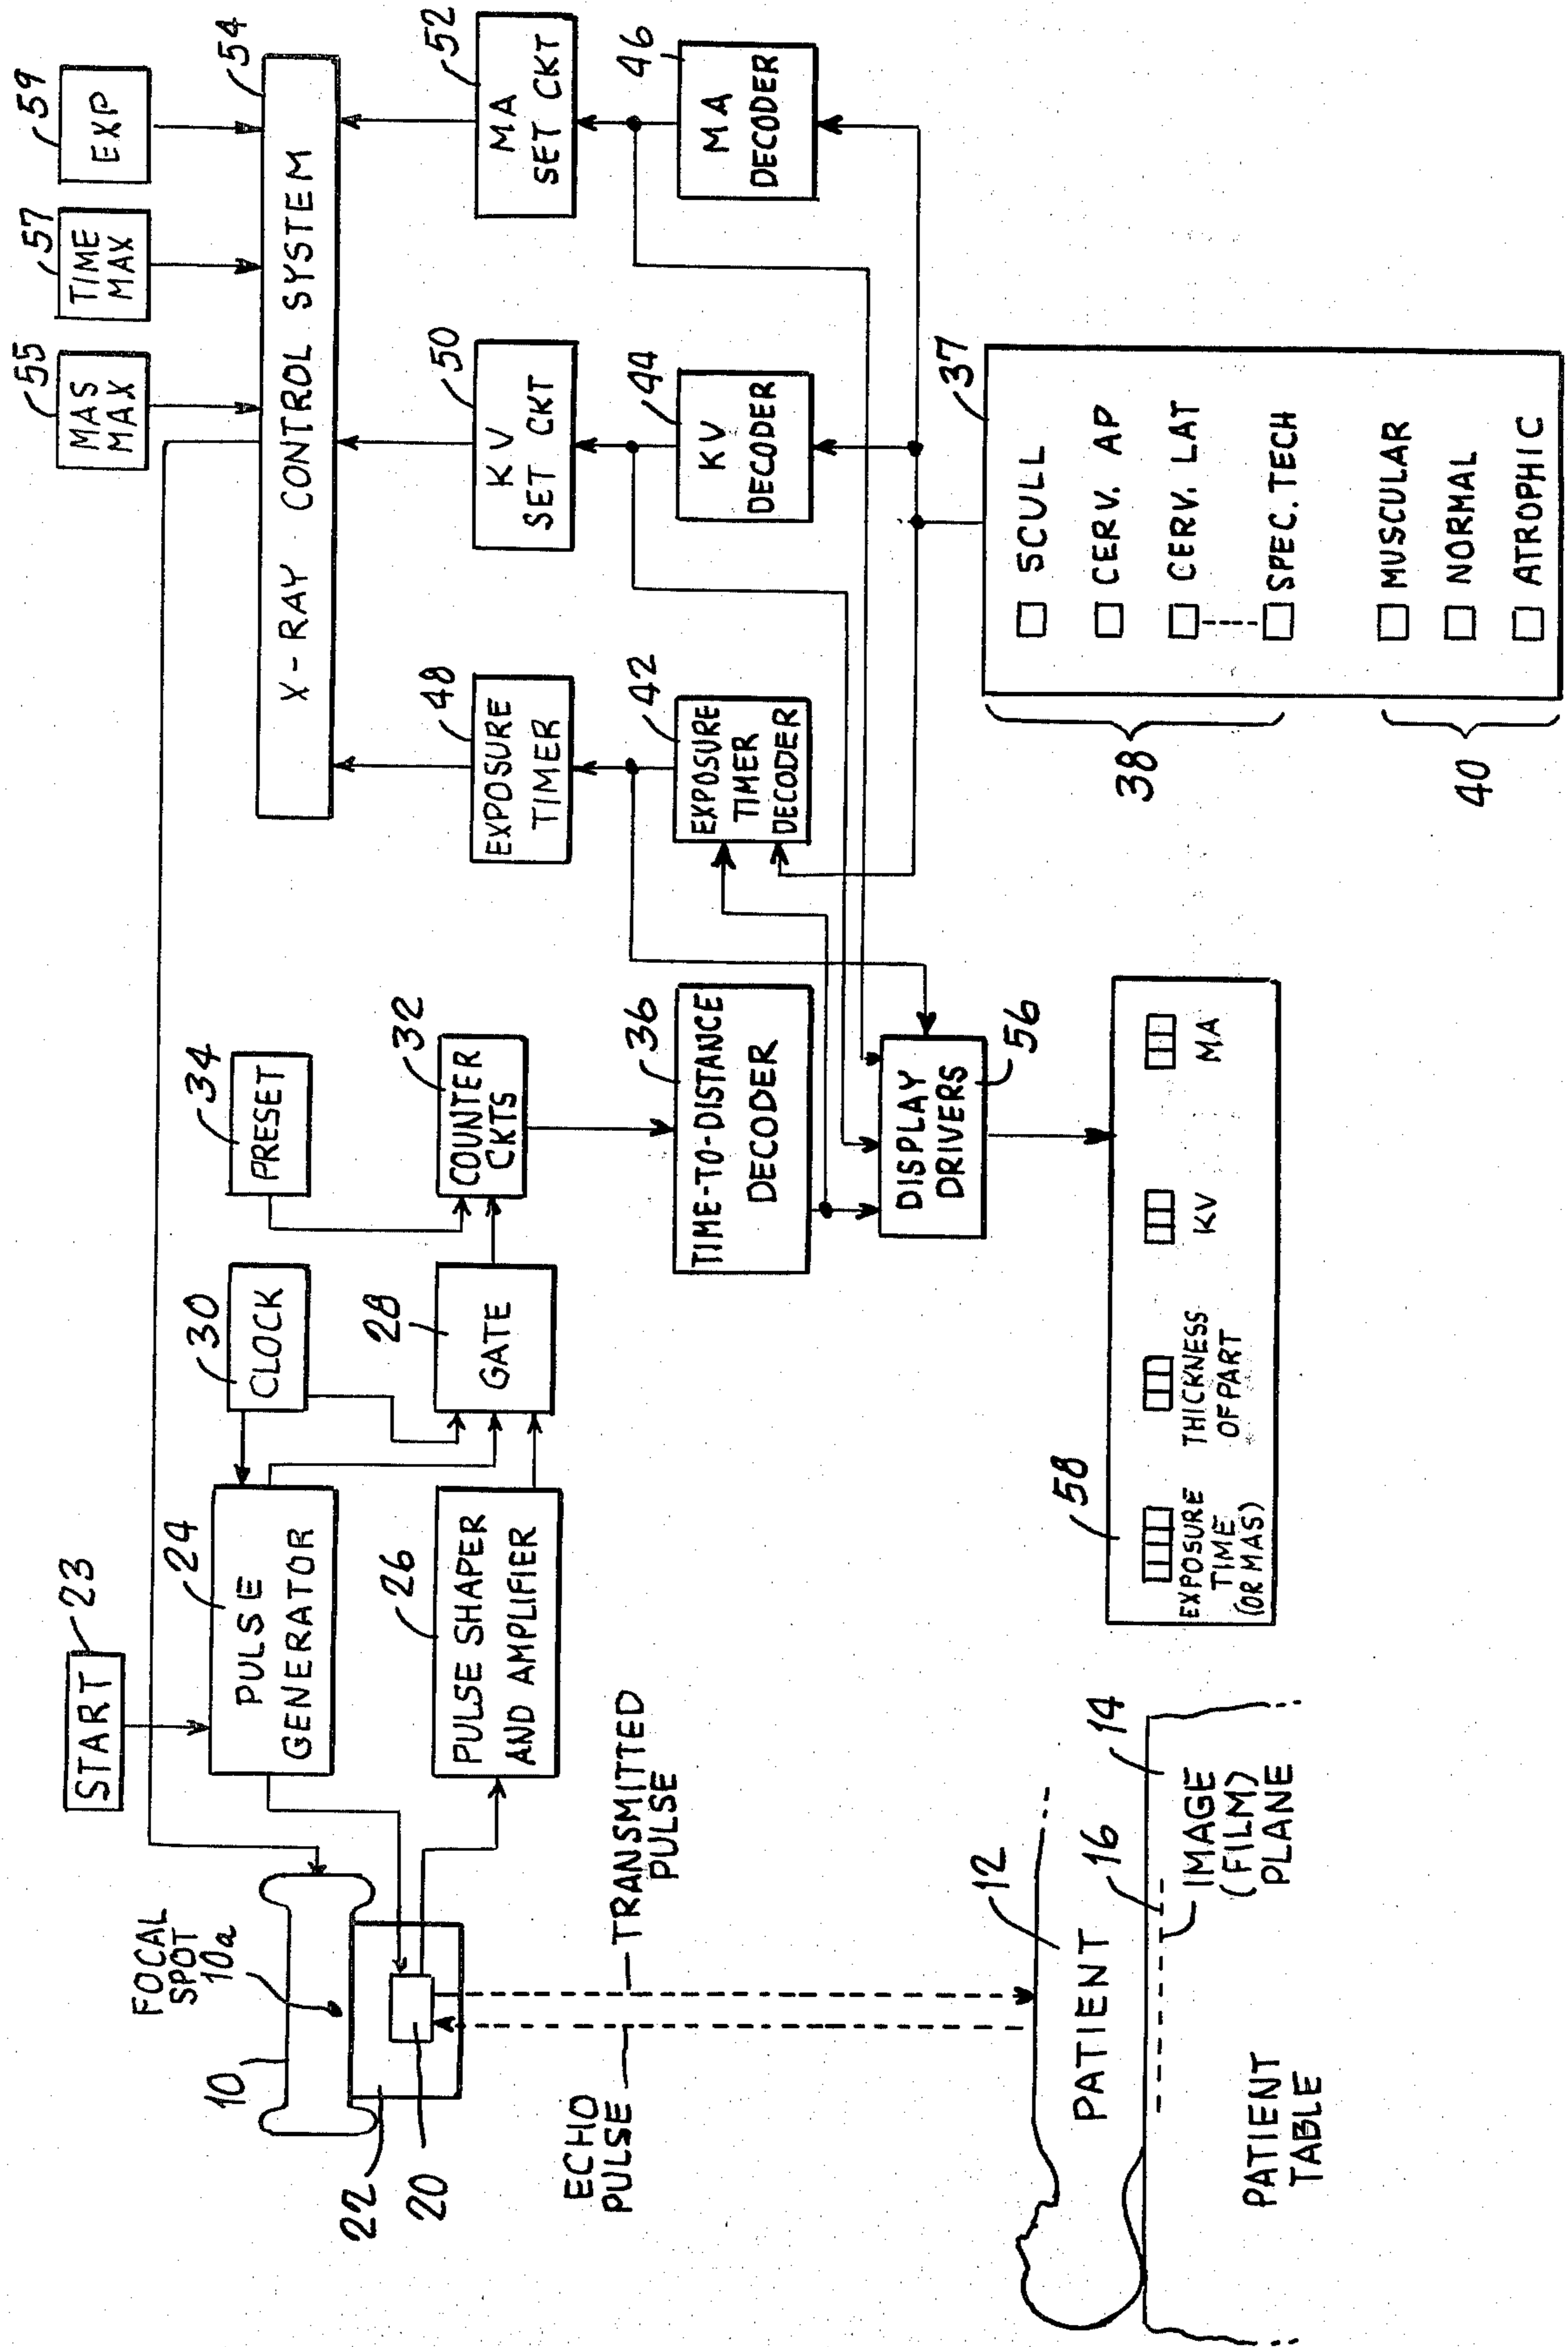 FOCAL
SPOT
10a
10
22
20
START
23
PULSE
GENERATOR
24
CLOCK
30
PRESET
34
MAS
MAX
55
TIME
MAX
57
EXP
59
X-RAY CONTROL SYSTEM
54
PULSE SHAPER
AND AMPLIFIER
26
GATE
28
COUNTER
CKTS
32
EXPOSURE
TIMER
48
KV
SET CKT
50
MA
SET CKT
52
ECHO
PULSE
TRANSMITTED
PULSE
TIME-TO-DISTANCE
DECODER
36
EXPOSURE
TIMER
DECODER
42
KV
DECODER
44
MA
DECODER
46
DISPLAY
DRIVERS
56
PATIENT
12
14
16
IMAGE
(FILM)
PLANE
PATIENT
TABLE
58
EXPOSURE
TIME
(OR MAS)
THICKNESS
OF PART
KV
MA
37
SCULL
CERV. AP
CERV. LAT
SPEC. TECH
MUSCULAR
NORMAL
ATROPHIC
38
40